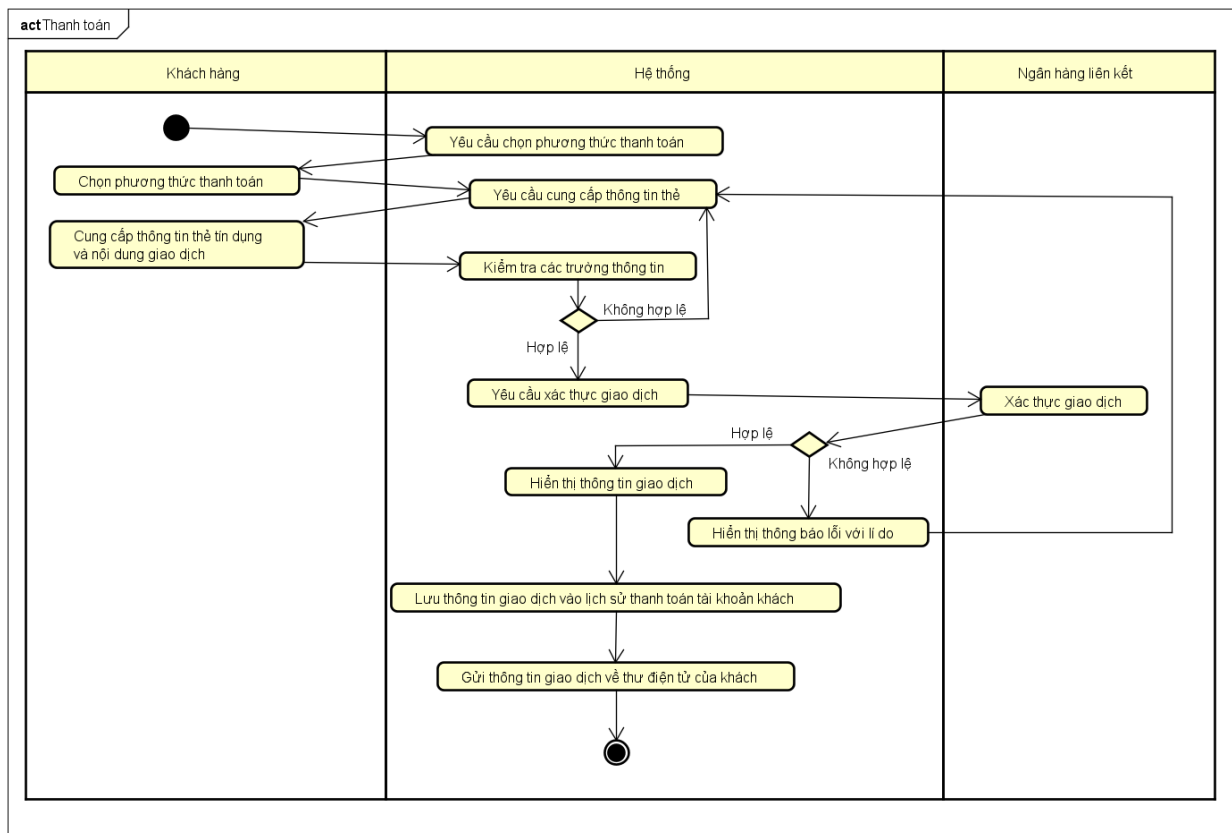 act Thanh toán
Khách hàng
Hệ thống
Ngân hàng liên kết
Yêu cầu chọn phương thức thanh toán
Chọn phương thức thanh toán
Yêu cầu cung cấp thông tin thẻ
Cung cấp thông tin thẻ tín dụng
và nội dung giao dịch
Kiểm tra các trường thông tin
Không hợp lệ
Hợp lệ
Yêu cầu xác thực giao dịch
Xác thực giao dịch
Hợp lệ
Không hợp lệ
Hiển thị thông tin giao dịch
Hiển thị thông báo lỗi với lí do
Lưu thông tin giao dịch vào lịch sử thanh toán tài khoản khách
Gửi thông tin giao dịch về thư điện tử của khách